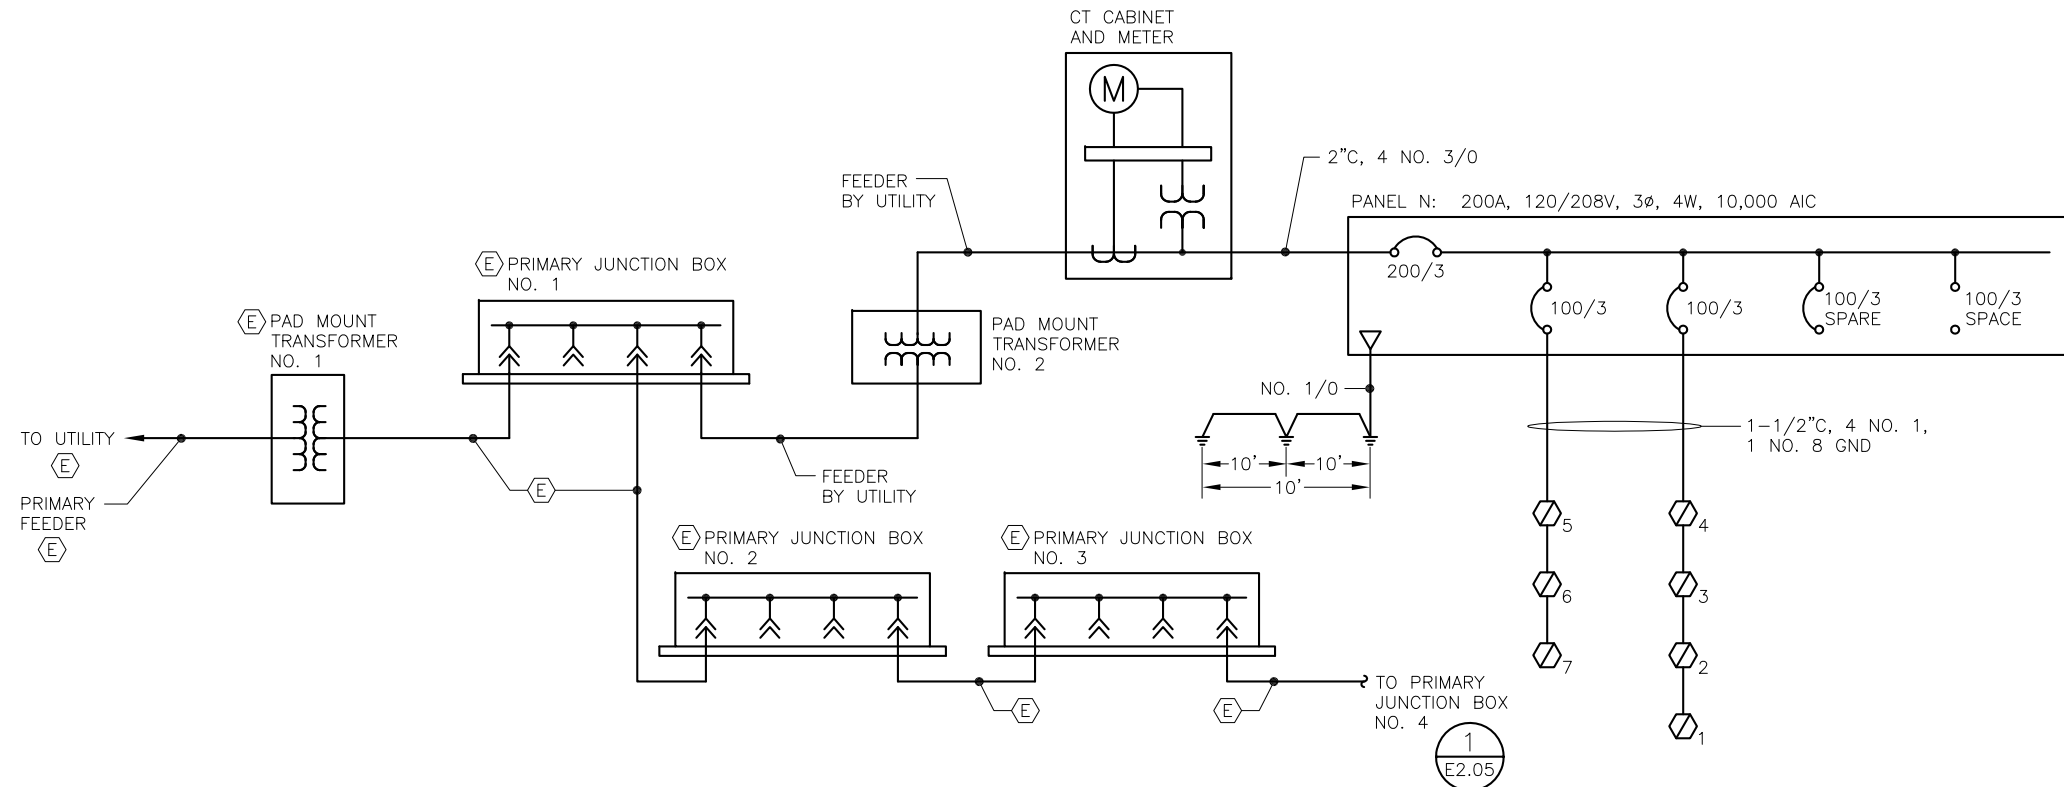 CT CABINET
AND METER
M
2"C, 4 NO. 3/0
FEEDER
BY UTILITY
PANEL N: 200A, 120/208V, 3ø, 4W, 10,000 AIC
200/3
100/3
100/3
100/3
SPARE
100/3
SPACE
E PRIMARY JUNCTION BOX
NO. 1
E PAD MOUNT
TRANSFORMER
NO. 1
PAD MOUNT
TRANSFORMER
NO. 2
NO. 1/0
10'
10'
10'
1-1/2"C, 4 NO. 1,
1 NO. 8 GND
TO UTILITY
E
PRIMARY
FEEDER
E
E
FEEDER
BY UTILITY
E PRIMARY JUNCTION BOX
NO. 2
E PRIMARY JUNCTION BOX
NO. 3
E
E
TO PRIMARY
JUNCTION BOX
NO. 4
1
E2.05
5
6
7
4
3
2
1